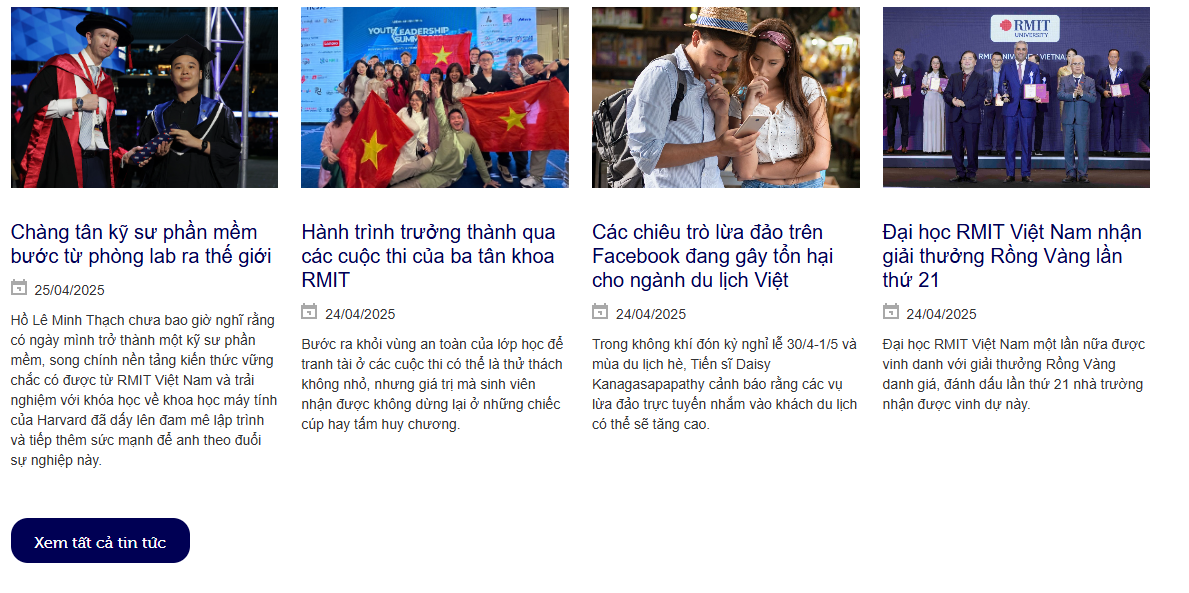 YOUTH LEADERSHIP
SUMMIT
RMIT
UNIVERSITY
RMIT UNIVERSITY VIETNAM
Chàng tân kỹ sư phần mềm
bước từ phòng lab ra thế giới
25/04/2025
Hồ Lê Minh Thạch chưa bao giờ nghĩ rằng
có ngày mình trở thành một kỹ sư phần
mềm, song chính nền tảng kiến thức vững
chắc có được từ RMIT Việt Nam và trải
nghiệm với khóa học về khoa học máy tính
của Harvard đã dấy lên đam mê lập trình
và tiếp thêm sức mạnh để anh theo đuổi
sự nghiệp này.
Hành trình trưởng thành qua
các cuộc thi của ba tân khoa
RMIT
24/04/2025
Bước ra khỏi vùng an toàn của lớp học để
tranh tài ở các cuộc thi có thể là thử thách
không nhỏ, nhưng giá trị mà sinh viên
nhận được không dừng lại ở những chiếc
cúp hay tấm huy chương.
Các chiêu trò lừa đảo trên
Facebook đang gây tổn hại
cho ngành du lịch Việt
24/04/2025
Trong không khí đón kỳ nghỉ lễ 30/4-1/5 và
mùa du lịch hè, Tiến sĩ Daisy
Kanagasapapathy cảnh báo rằng các vụ
lừa đảo trực tuyến nhắm vào khách du lịch
có thể sẽ tăng cao.
Đại học RMIT Việt Nam nhận
giải thưởng Rồng Vàng lần
thứ 21
24/04/2025
Đại học RMIT Việt Nam một lần nữa được
vinh danh với giải thưởng Rồng Vàng
danh giá, đánh dấu lần thứ 21 nhà trường
nhận được vinh dự này.
Xem tất cả tin tức